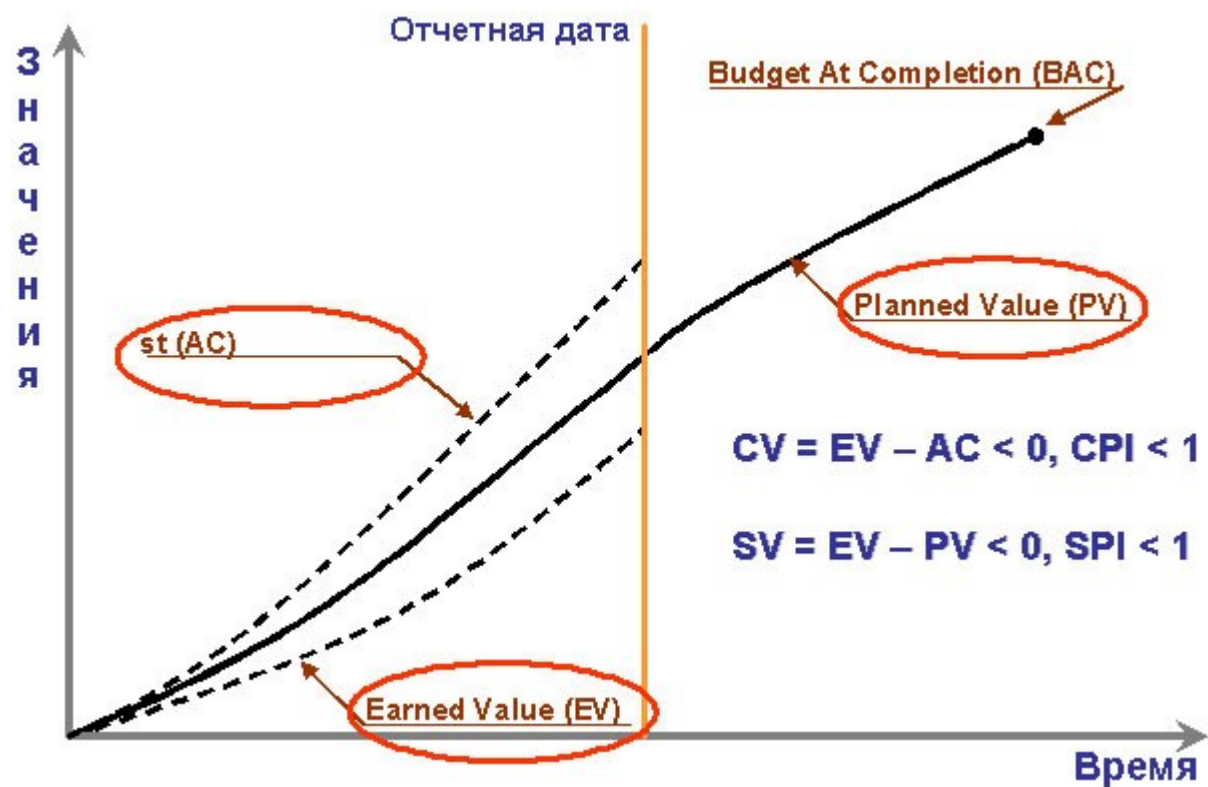 Отчетная дата
Значения
Budget At Completion (BAC)
Planned Value (PV)
st (AC)
CV = EV – AC < 0, CPI < 1
SV = EV – PV < 0, SPI < 1
Earned Value (EV)
Время